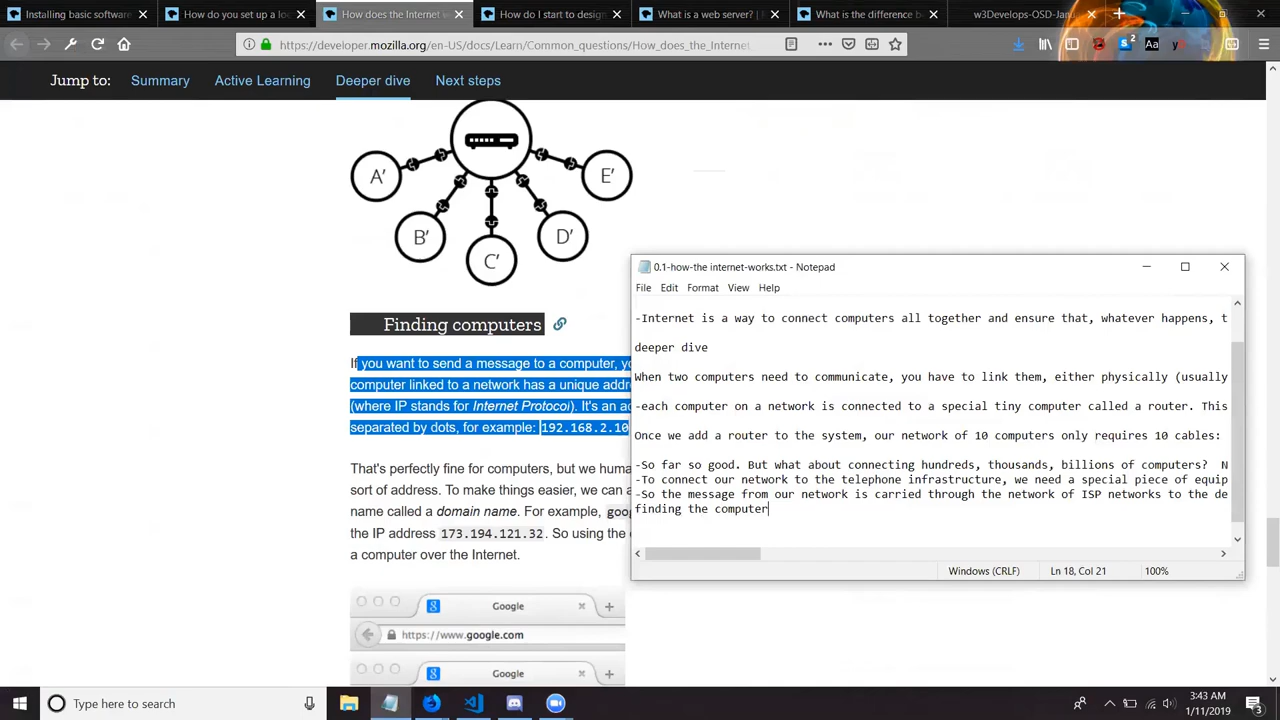 Installing basic software
How do you set up a loc
How does the Internet w
How do I start to design
What is a web server? |
What is the difference b
w3Develops-OSD-Janu
https://developer.mozilla.org/en-US/docs/Learn/Common_questions/How_does_the_Internet_
Jump to: Summary Active Learning Deeper dive Next steps
A’
B’
C’
D’
E’
Finding computers
If you want to send a message to a computer, yo
computer linked to a network has a unique addre
(where IP stands for Internet Protocol). It's an ad
separated by dots, for example: 192.168.2.10
That's perfectly fine for computers, but we huma
sort of address. To make things easier, we can a
name called a domain name. For example, goog
the IP address 173.194.121.32. So using the
a computer over the Internet.
Google
https://www.google.com
Google
0.1-how-the internet-works.txt - Notepad
File Edit Format View Help
-Internet is a way to connect computers all together and ensure that, whatever happens, t
deeper dive
When two computers need to communicate, you have to link them, either physically (usually
-each computer on a network is connected to a special tiny computer called a router. This
Once we add a router to the system, our network of 10 computers only requires 10 cables:
-So far so good. But what about connecting hundreds, thousands, billions of computers?  N
-To connect our network to the telephone infrastructure, we need a special piece of equip
-So the message from our network is carried through the network of ISP networks to the de
finding the computer
Windows (CRLF) Ln 18, Col 21 100%
Type here to search
3:43 AM
1/11/2019